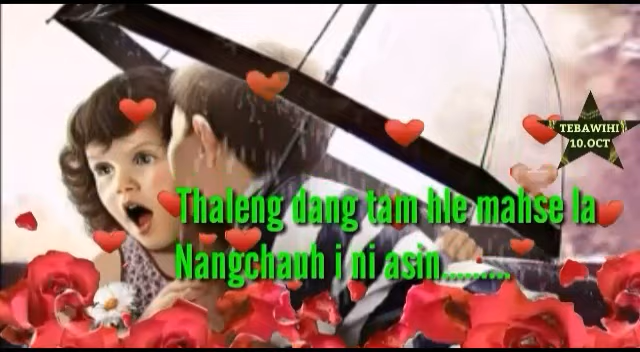 TEBAWIHI
10.OCT
Thaleng dang tam hle mahse la
Nangchauh i ni asin.........